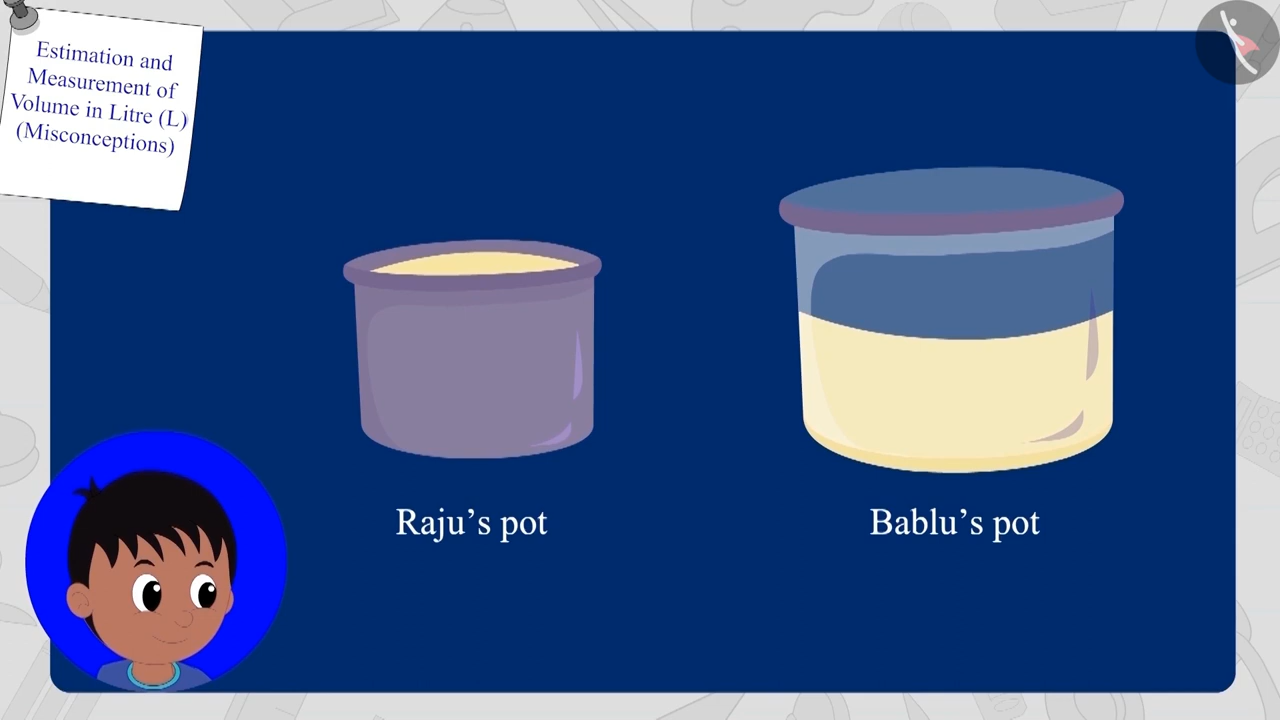 Estimation and
Measurement of
Volume in Litre (L)
(Misconceptions)
Raju’s pot
Bablu’s pot